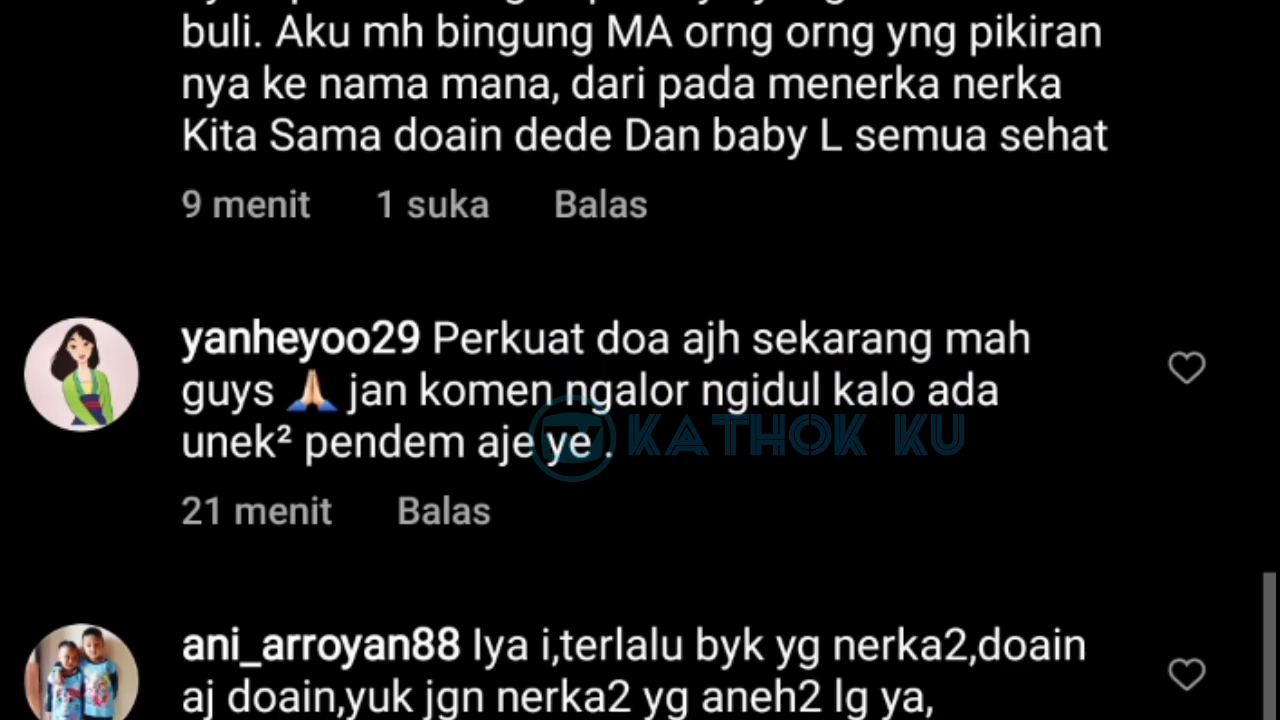 buli. Aku mh bingung MA orng orng yng pikiran
nya ke nama mana, dari pada menerka nerka
Kita Sama doain dede Dan baby L semua sehat
9 menit 1 suka Balas
yanheyoo29 Perkuat doa ajh sekarang mah
guys 🙏🏻 jan komen ngalor ngidul kalo ada
unek² pendem aje ye .
KATHOK KU
21 menit Balas
ani_arroyan88 Iya i,terlalu byk yg nerka2,doain
aj doain,yuk jgn nerka2 yg aneh2 lg ya,